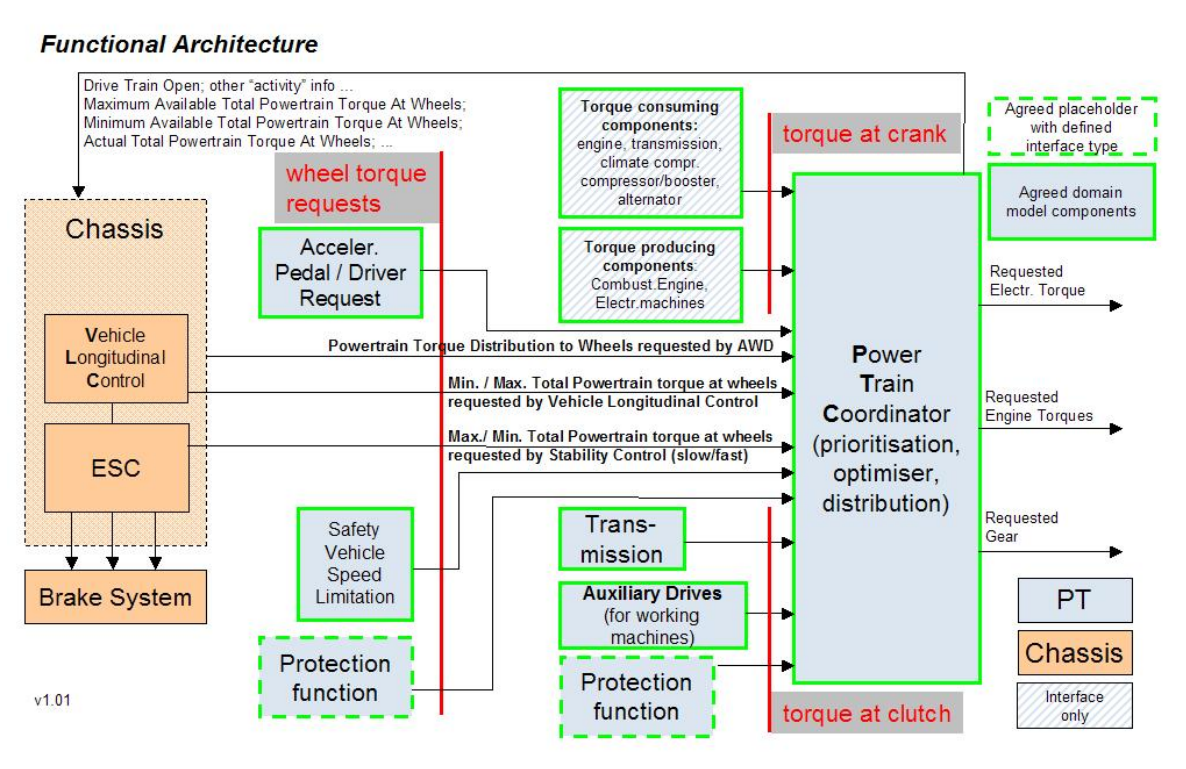 Functional Architecture
Drive Train Open; other “activity” info ...
Maximum Available Total Powertrain Torque At Wheels;
Minimum Available Total Powertrain Torque At Wheels;
Actual Total Powertrain Torque At Wheels; ...
wheel torque
requests
Chassis
Vehicle
Longitudinal
Control
ESC
Brake System
Acceler.
Pedal / Driver
Request
Powertrain Torque Distribution to Wheels requested by AWD
Min. / Max. Total Powertrain torque at wheels
requested by Vehicle Longitudinal Control
Max./ Min. Total Powertrain torque at wheels
requested by Stability Control (slow/fast)
Safety
Vehicle
Speed
Limitation
Protection
function
Torque consuming
components:
engine, transmission,
climate compr.
compressor/booster,
alternator
Torque producing
components:
Combust.Engine,
Electr.machines
torque at crank
Trans-
mission
Auxiliary Drives
(for working
machines)
Protection
function
torque at clutch
Power
Train
Coordinator
(prioritisation,
optimiser,
distribution)
Agreed placeholder
with defined
interface type
Agreed domain
model components
Requested
Electr. Torque
Requested
Engine Torques
Requested
Gear
PT
Chassis
Interface
only
v1.01